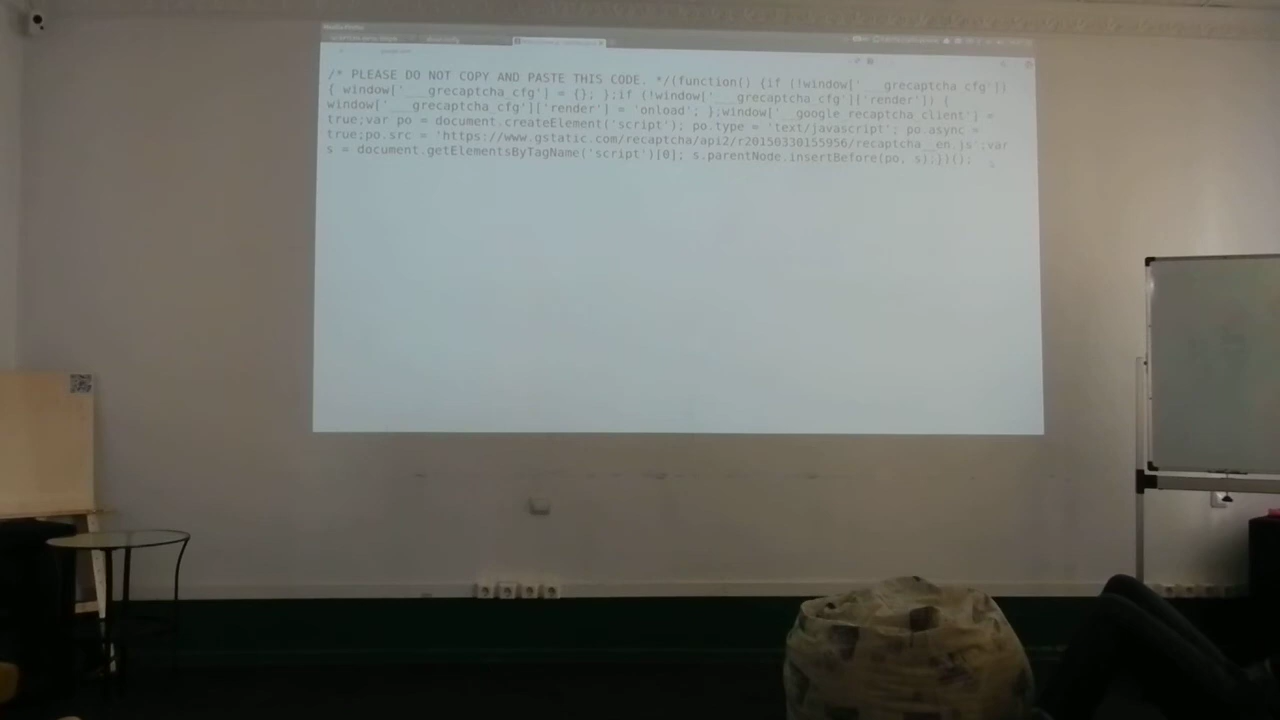 /* PLEASE DO NOT COPY AND PASTE THIS CODE. */(function() {if (!window['___grecaptcha_cfg'])
{ window['___grecaptcha_cfg'] = {}; };if (!window['___grecaptcha_cfg']['render']) {
window['___grecaptcha_cfg']['render'] = 'onload'; };window['__google_recaptcha_client'] =
true;var po = document.createElement('script'); po.type = 'text/javascript'; po.async =
true;po.src = 'https://www.gstatic.com/recaptcha/api2/r20150330155956/recaptcha__en.js';var
s = document.getElementsByTagName('script')[0]; s.parentNode.insertBefore(po, s);})();